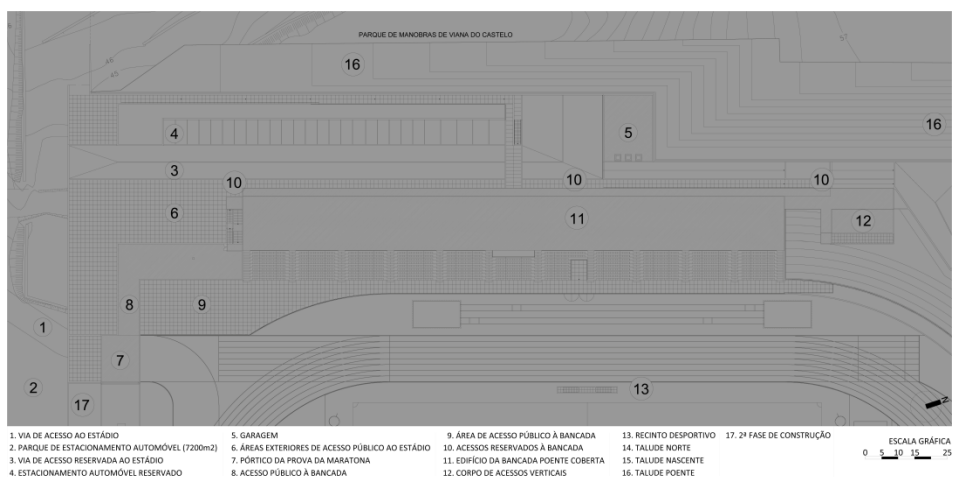 PARQUE DE MANOBRAS DE VIANA DO CASTELO
57
46
45
16
16
5
4
3
10
10
10
6
11
12
8
9
1
7
2
17
13
N
1. VIA DE ACESSO AO ESTÁDIO
2. PARQUE DE ESTACIONAMENTO AUTOMÓVEL (7200m2)
3. VIA DE ACESSO RESERVADA AO ESTÁDIO
4. ESTACIONAMENTO AUTOMÓVEL RESERVADO
5. GARAGEM
6. ÁREAS EXTERIORES DE ACESSO PÚBLICO AO ESTÁDIO
7. PÓRTICO DA PROVA DA MARATONA
8. ACESSO PÚBLICO À BANCADA
9. ÁREA DE ACESSO PÚBLICO À BANCADA
10. ACESSOS RESERVADOS À BANCADA
11. EDIFÍCIO DA BANCADA POENTE COBERTA
12. CORPO DE ACESSOS VERTICAIS
13. RECINTO DESPORTIVO
14. TALUDE NORTE
15. TALUDE NASCENTE
16. TALUDE POENTE
17. 2ª FASE DE CONSTRUÇÃO
ESCALA GRÁFICA
0 5 10 15 25